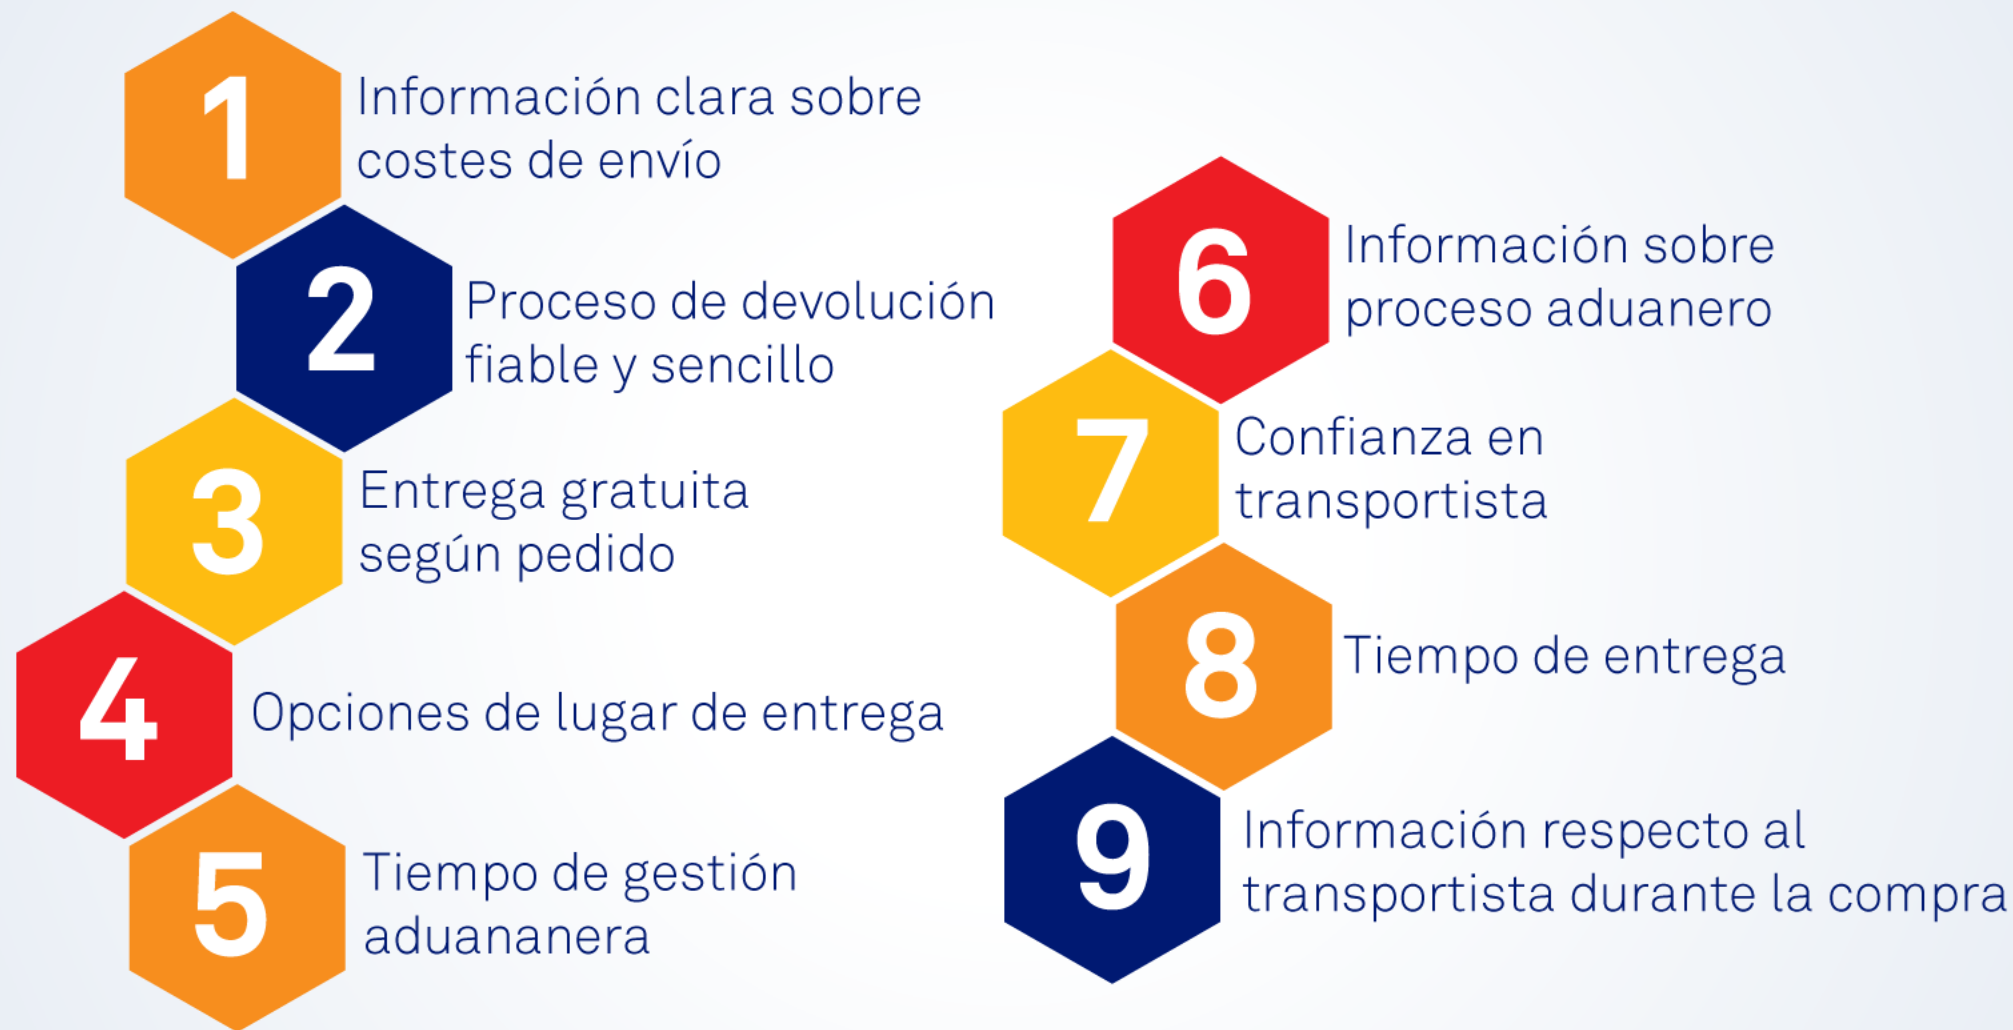 1
Información clara sobre
costes de envío
2
Proceso de devolución
fiable y sencillo
3
Entrega gratuita
según pedido
4
Opciones de lugar de entrega
5
Tiempo de gestión
aduananera
6
Información sobre
proceso aduanero
7
Confianza en
transportista
8
Tiempo de entrega
9
Información respecto al
transportista durante la compra